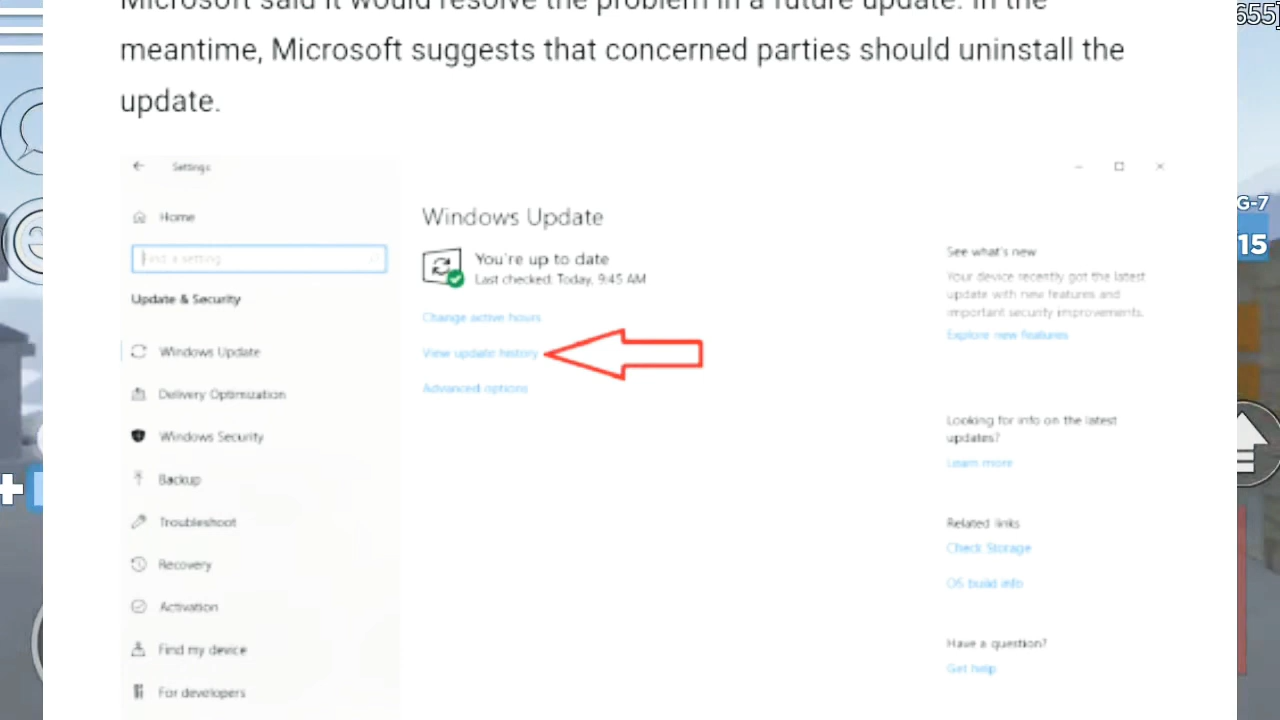 Microsoft said it would resolve the problem in a future update. In the
meantime, Microsoft suggests that concerned parties should uninstall the
update.
655
G-7
15
Settings
Home
Find a setting
Update & Security
Windows Update
Delivery Optimization
Windows Security
Backup
Troubleshoot
Recovery
Activation
Find my device
For developers
Windows Update
You're up to date
Last checked: Today, 9:45 AM
Change active hours
View update history
Advanced options
See what's new
Your device recently got the latest
update with new features and
important security improvements.
Explore new features
Looking for info on the latest
updates?
Learn more
Related links
Check Storage
OS build info
Have a question?
Get help